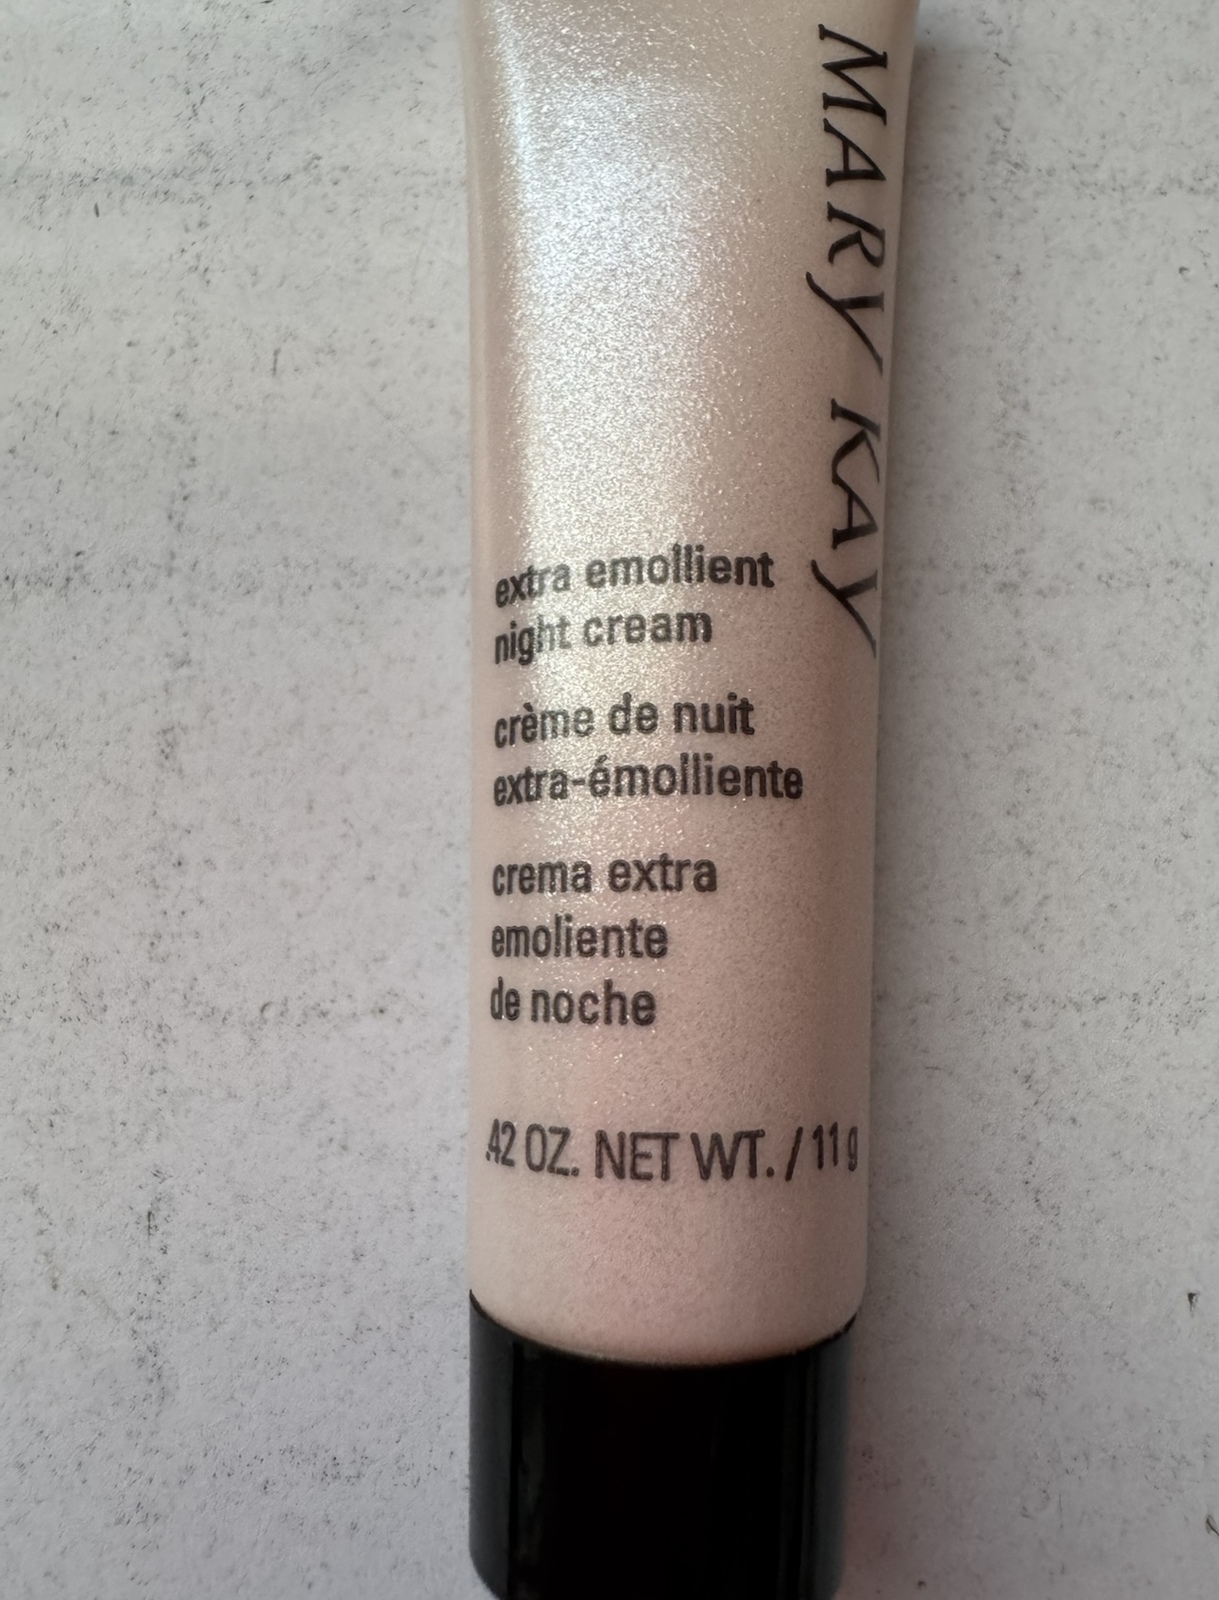 MARY KAY
extra emollient
night cream
crème de nuit
extra-émolliente
crema extra
emoliente
de noche
.42 OZ. NET WT. / 11 g